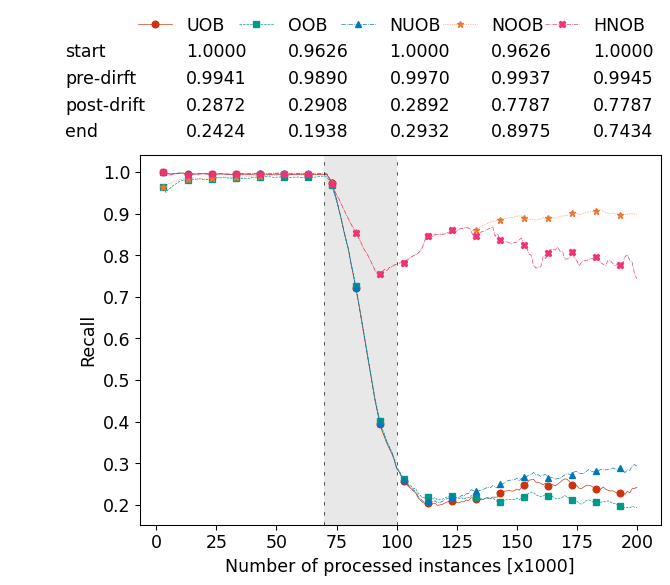 UOB OOB NUOB NOOB HNOB
start 1.0000 0.9626 1.0000 0.9626 1.0000
pre-dirft 0.9941 0.9890 0.9970 0.9937 0.9945
post-drift 0.2872 0.2908 0.2892 0.7787 0.7787
end 0.2424 0.1938 0.2932 0.8975 0.7434
1.0
0.9
0.8
0.7
0.6
0.5
0.4
0.3
0.2
Recall
0 25 50 75 100 125 150 175 200
Number of processed instances [x1000]